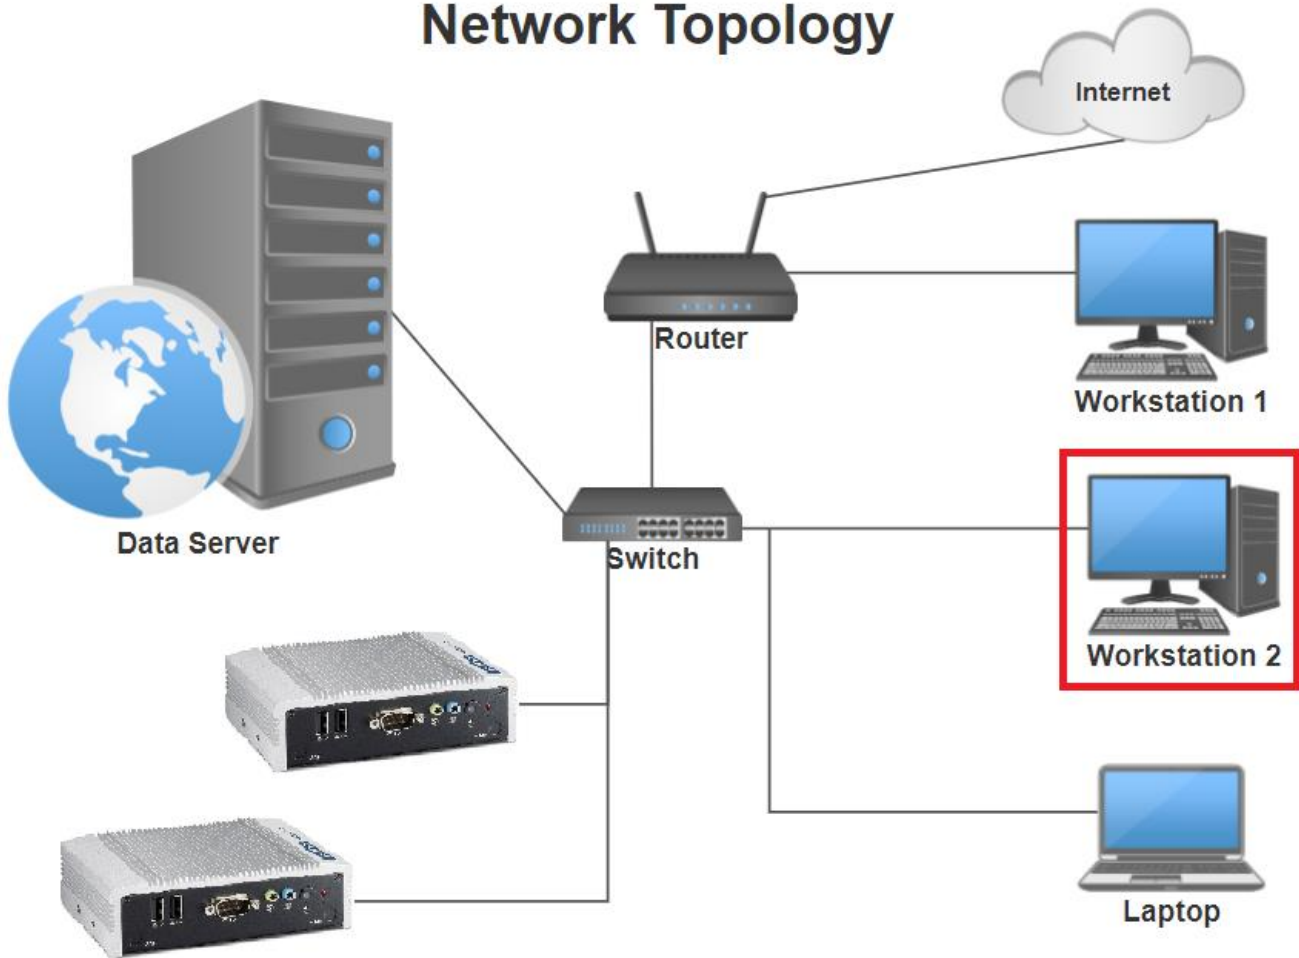 Network Topology
Internet
Router
Workstation 1
Data Server
Switch
Workstation 2
Laptop